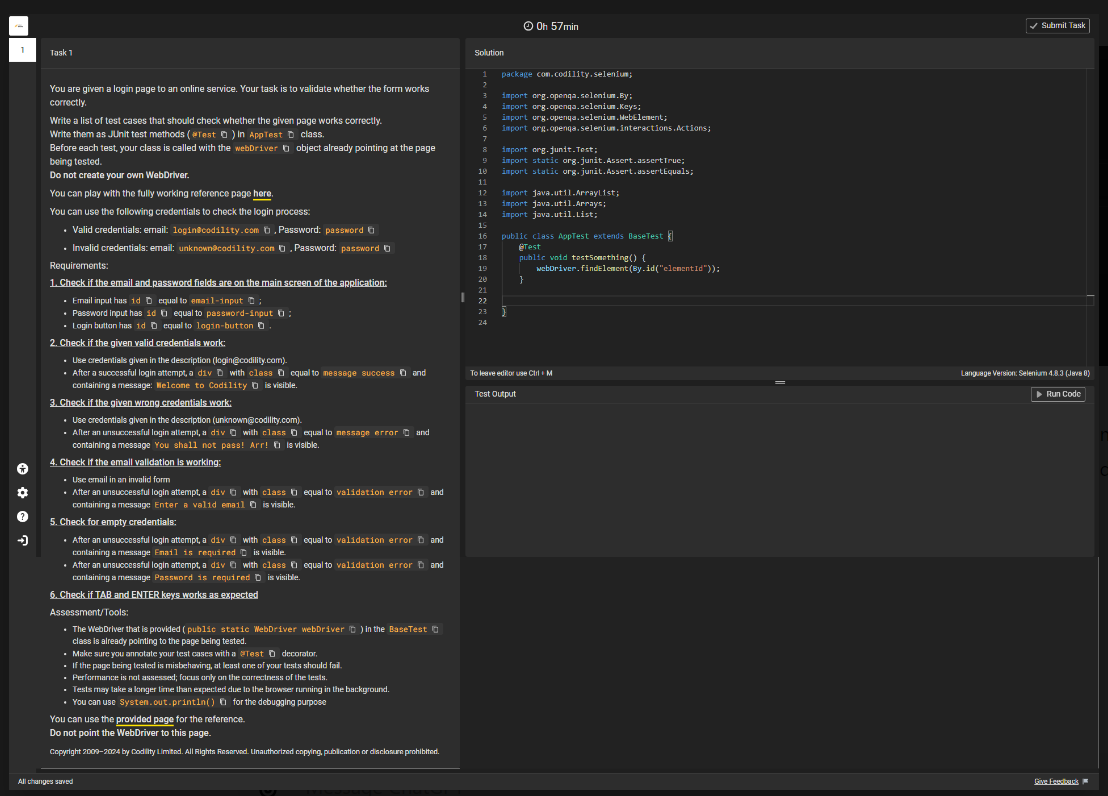 0h 57min
Submit Task
1
Task 1
You are given a login page to an online service. Your task is to validate whether the form works
correctly.
Write a list of test cases that should check whether the given page works correctly.
Write them as JUnit test methods ( @Test ) in AppTest class.
Before each test, your class is called with the webDriver object already pointing at the page
being tested.
Do not create your own WebDriver.
You can play with the fully working reference page here.
You can use the following credentials to check the login process:
• Valid credentials: email: login@codility.com , Password: password
• Invalid credentials: email: unknown@codility.com , Password: password
Requirements:
1. Check if the email and password fields are on the main screen of the application:
• Email input has id equal to email-input ;
• Password input has id equal to password-input ;
• Login button has id equal to login-button .
2. Check if the given valid credentials work:
• Use credentials given in the description (login@codility.com).
• After a successful login attempt, a div with class equal to message success and
containing a message: Welcome to Codility is visible.
3. Check if the given wrong credentials work:
• Use credentials given in the description (unknown@codility.com).
• After an unsuccessful login attempt, a div with class equal to message error and
containing a message You shall not pass! Arr! is visible.
4. Check if the email validation is working:
• Use email in an invalid form
• After an unsuccessful login attempt, a div with class equal to validation error and
containing a message Enter a valid email is visible.
5. Check for empty credentials:
• After an unsuccessful login attempt, a div with class equal to validation error and
containing a message Email is required is visible.
• After an unsuccessful login attempt, a div with class equal to validation error and
containing a message Password is required is visible.
6. Check if TAB and ENTER keys works as expected
Assessment/Tools:
• The WebDriver that is provided ( public static WebDriver webDriver ) in the BaseTest
class is already pointing to the page being tested.
• Make sure you annotate your test cases with a @Test decorator.
• If the page being tested is misbehaving, at least one of your tests should fail.
• Performance is not assessed; focus only on the correctness of the tests.
• Tests may take a longer time than expected due to the browser running in the background.
• You can use System.out.println() for the debugging purpose
You can use the provided page for the reference.
Do not point the WebDriver to this page.
Copyright 2009–2024 by Codility Limited. All Rights Reserved. Unauthorized copying, publication or disclosure prohibited.
All changes saved
Solution
1 package com.codility.selenium;
2
3 import org.openqa.selenium.By;
4 import org.openqa.selenium.Keys;
5 import org.openqa.selenium.WebElement;
6 import org.openqa.selenium.interactions.Actions;
7
8 import org.junit.Test;
9 import static org.junit.Assert.assertTrue;
10 import static org.junit.Assert.assertEquals;
11
12 import java.util.ArrayList;
13 import java.util.Arrays;
14 import java.util.List;
15
16 public class AppTest extends BaseTest {
17 @Test
18 public void testSomething() {
19 webDriver.findElement(By.id("elementId"));
20 }
21
22
23 }
24
To leave editor use Ctrl + M
Language Version: Selenium 4.8.3 (Java 8)
Test Output
Run Code
Give Feedback